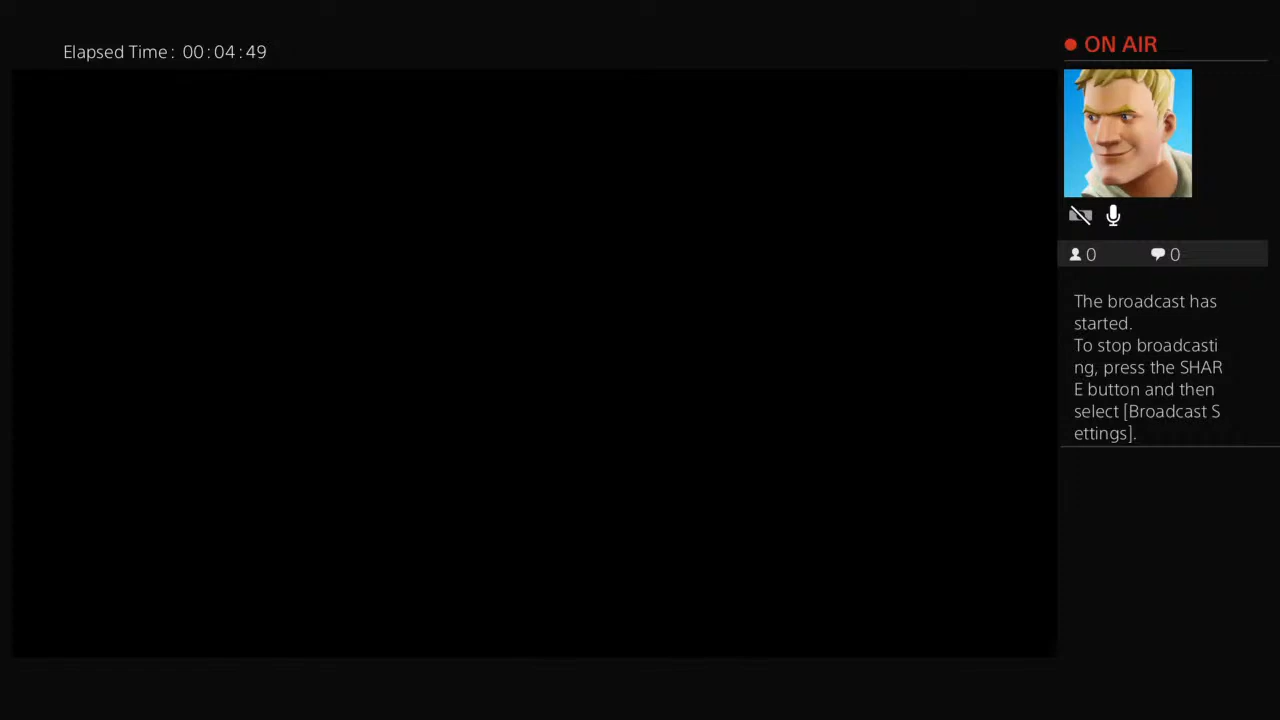 Elapsed Time: 00:04:49
ON AIR
0 0
The broadcast has
started.
To stop broadcasti
ng, press the SHAR
E button and then
select [Broadcast S
ettings].